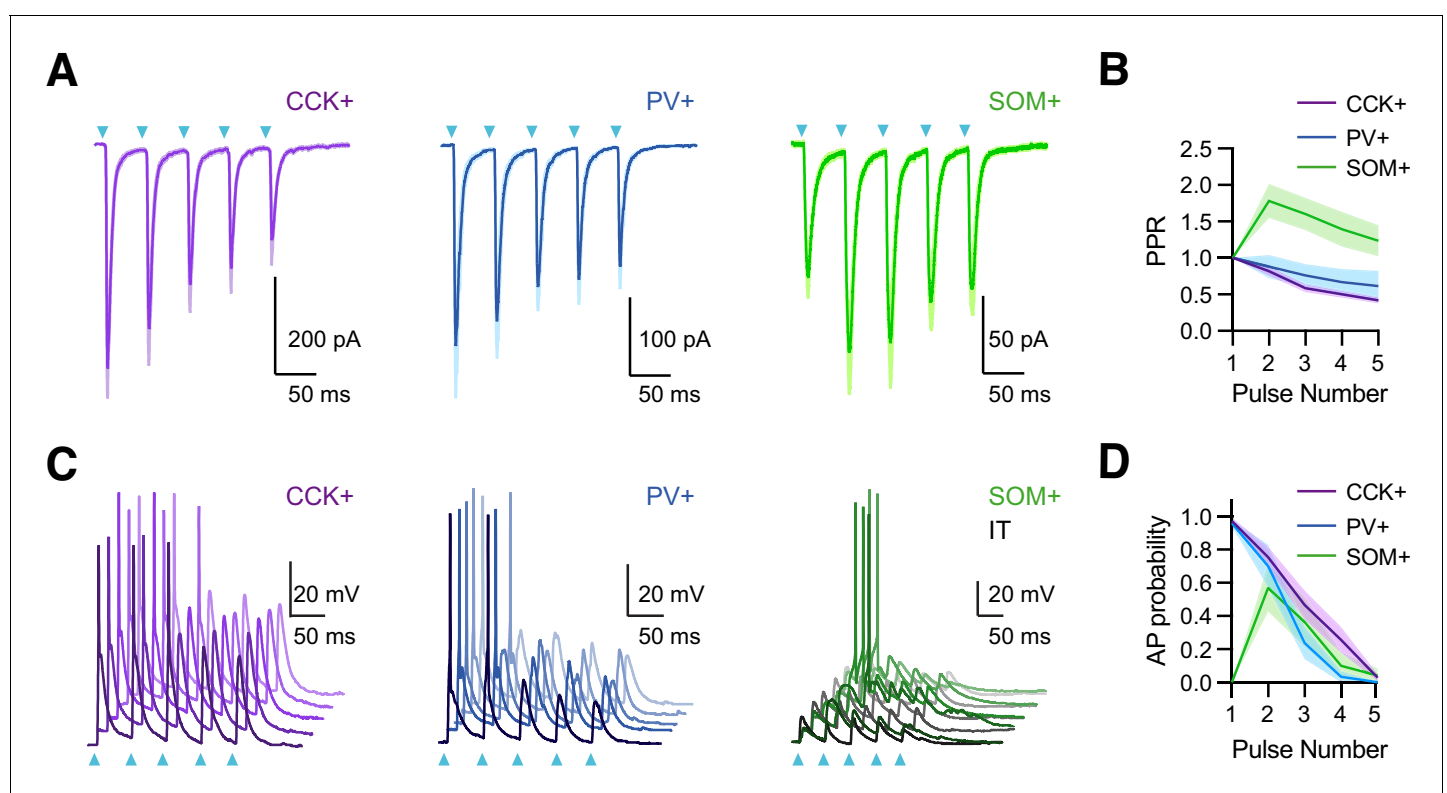 A
CCK+
200 pA
50 ms
PV+
100 pA
50 ms
SOM+
50 pA
50 ms
B
CCK+
PV+
SOM+
2.5
2.0
1.5
1.0
0.5
0.0
PPR
1 2 3 4 5
Pulse Number
C
CCK+
20 mV
50 ms
PV+
20 mV
50 ms
SOM+
IT
20 mV
50 ms
D
CCK+
PV+
SOM+
1.0
0.8
0.6
0.4
0.2
0.0
AP probability
1 2 3 4 5
Pulse Number